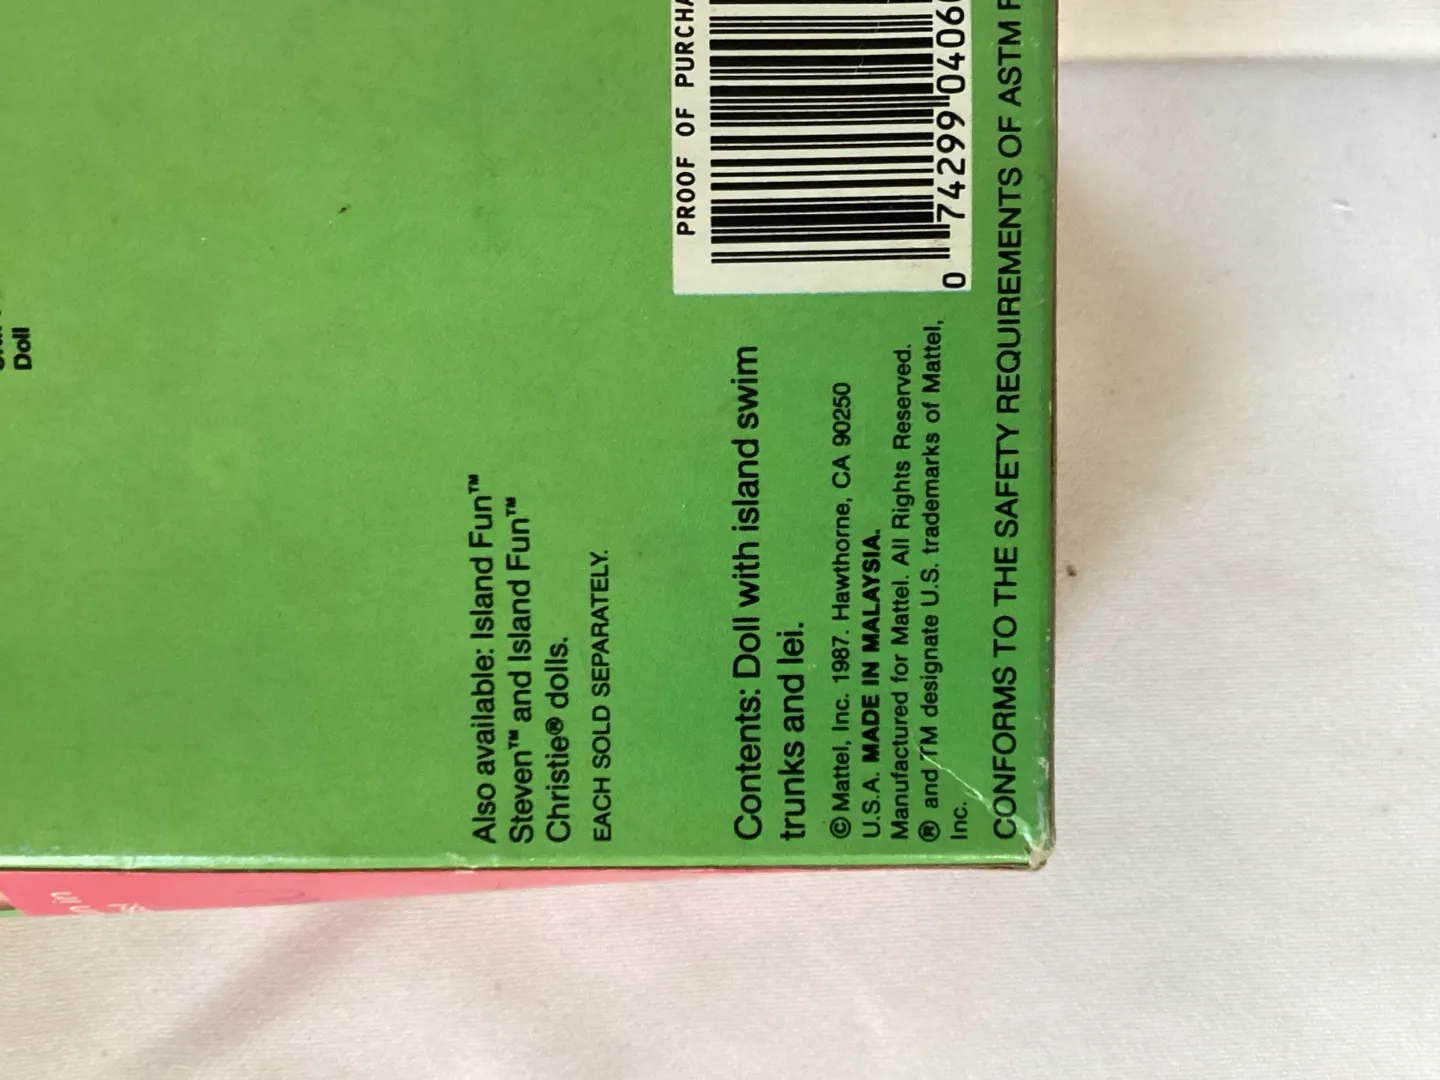 Doll
Also available: Island Fun™
Steven™ and Island Fun™
Christie® dolls.
EACH SOLD SEPARATELY.
PROOF OF PURCHA
0 74299 0406
Contents: Doll with island swim
trunks and lei.
© Mattel, Inc. 1987. Hawthorne, CA 90250
U.S.A. MADE IN MALAYSIA.
Manufactured for Mattel. All Rights Reserved.
® and TM designate U.S. trademarks of Mattel,
Inc.
CONFORMS TO THE SAFETY REQUIREMENTS OF ASTM F